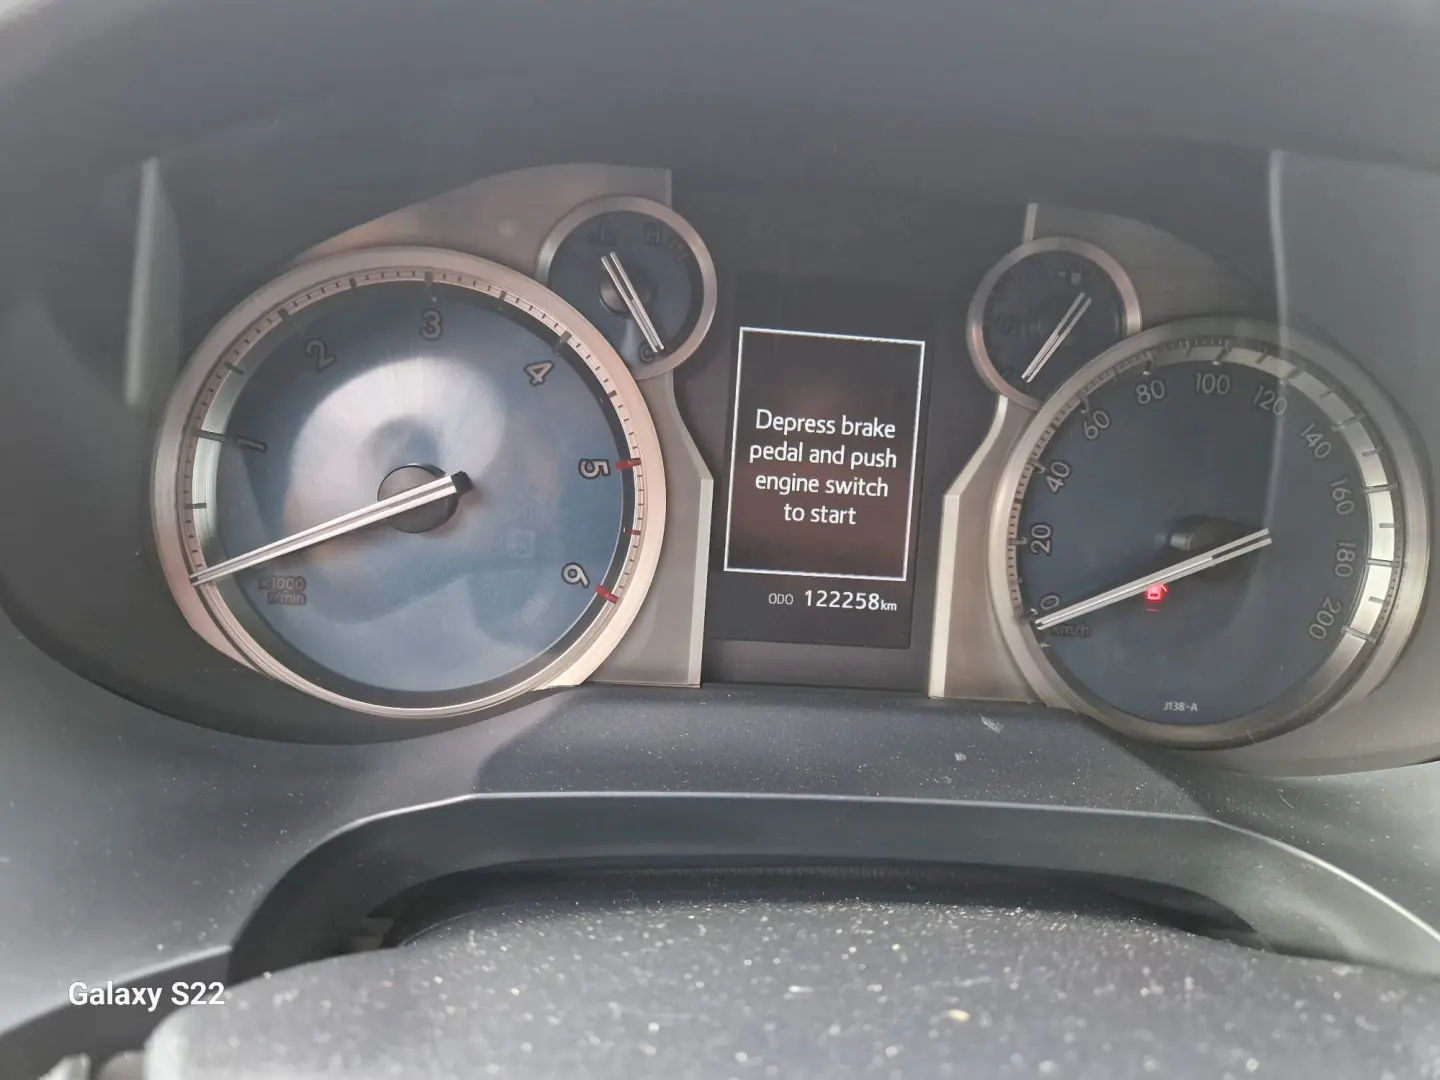 1
2
3
4
5
6
x1000
r/min
H
C
Depress brake
pedal and push
engine switch
to start
ODO 122258km
0
20
40
60
80
100
120
140
160
180
200
km/h
J138-A
Galaxy S22